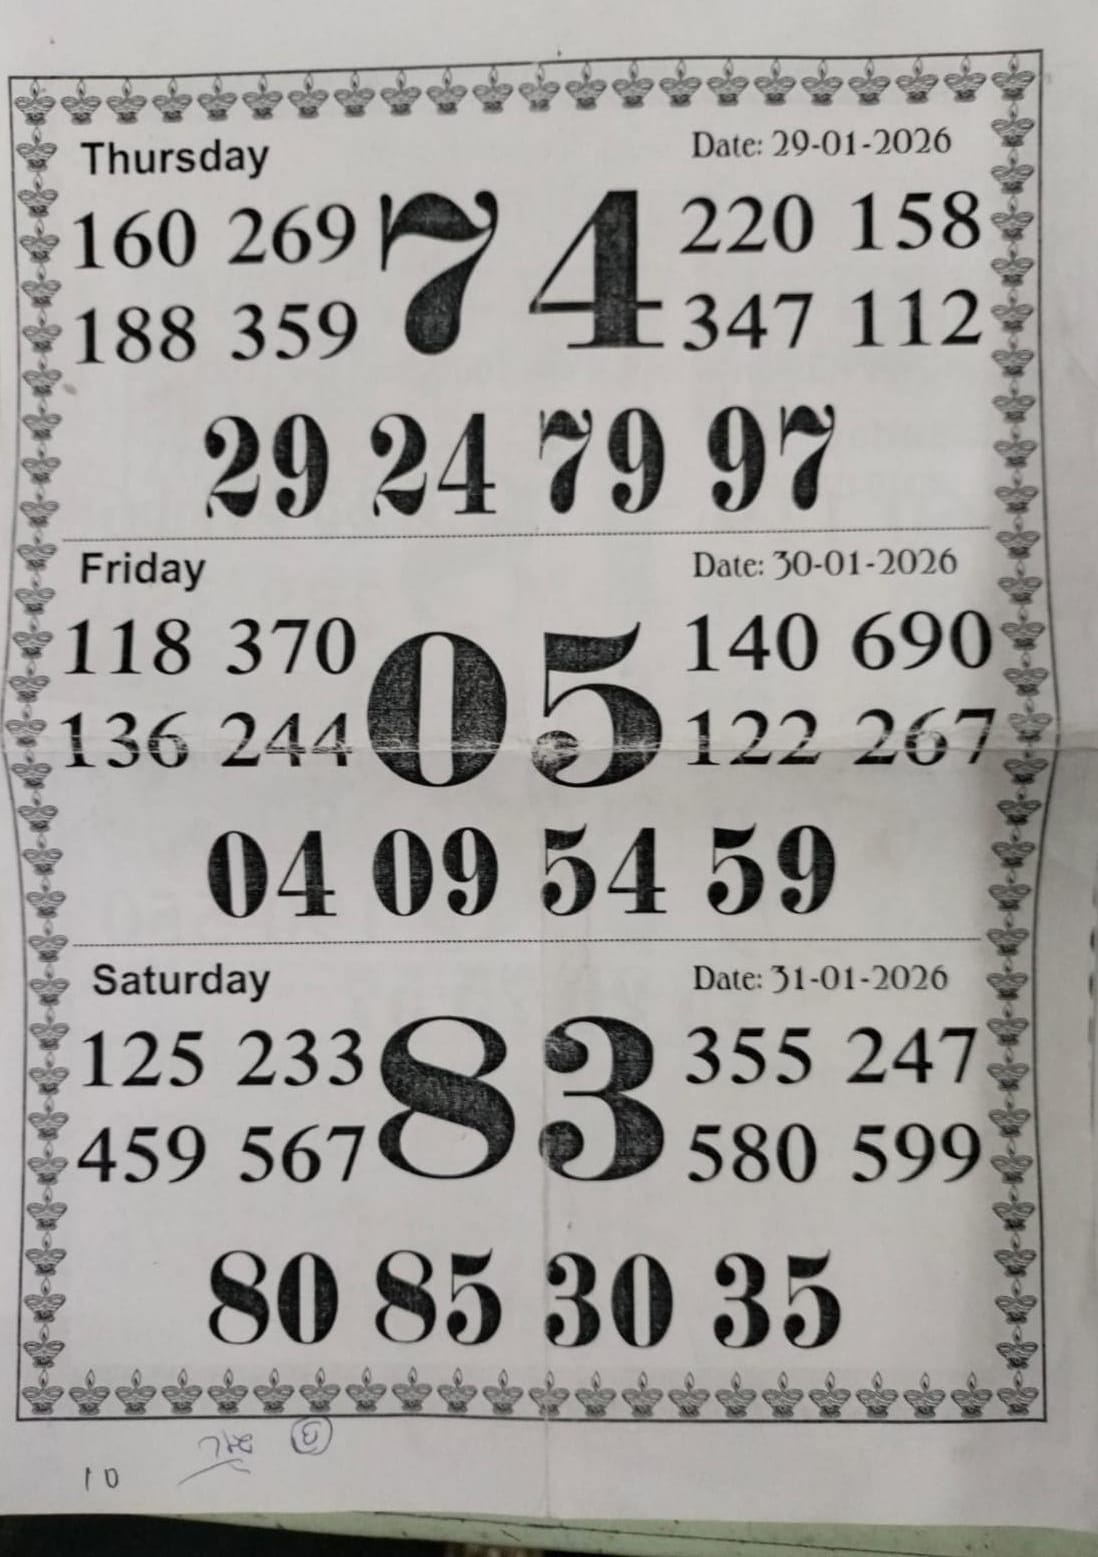 Thursday Date: 29-01-2026
160 269 74 220 158
188 359 347 112
29 24 79 97
Friday Date: 30-01-2026
118 370 05 140 690
136 244 122 267
04 09 54 59
Saturday Date: 31-01-2026
125 233 83 355 247
459 567 580 599
80 85 30 35
10